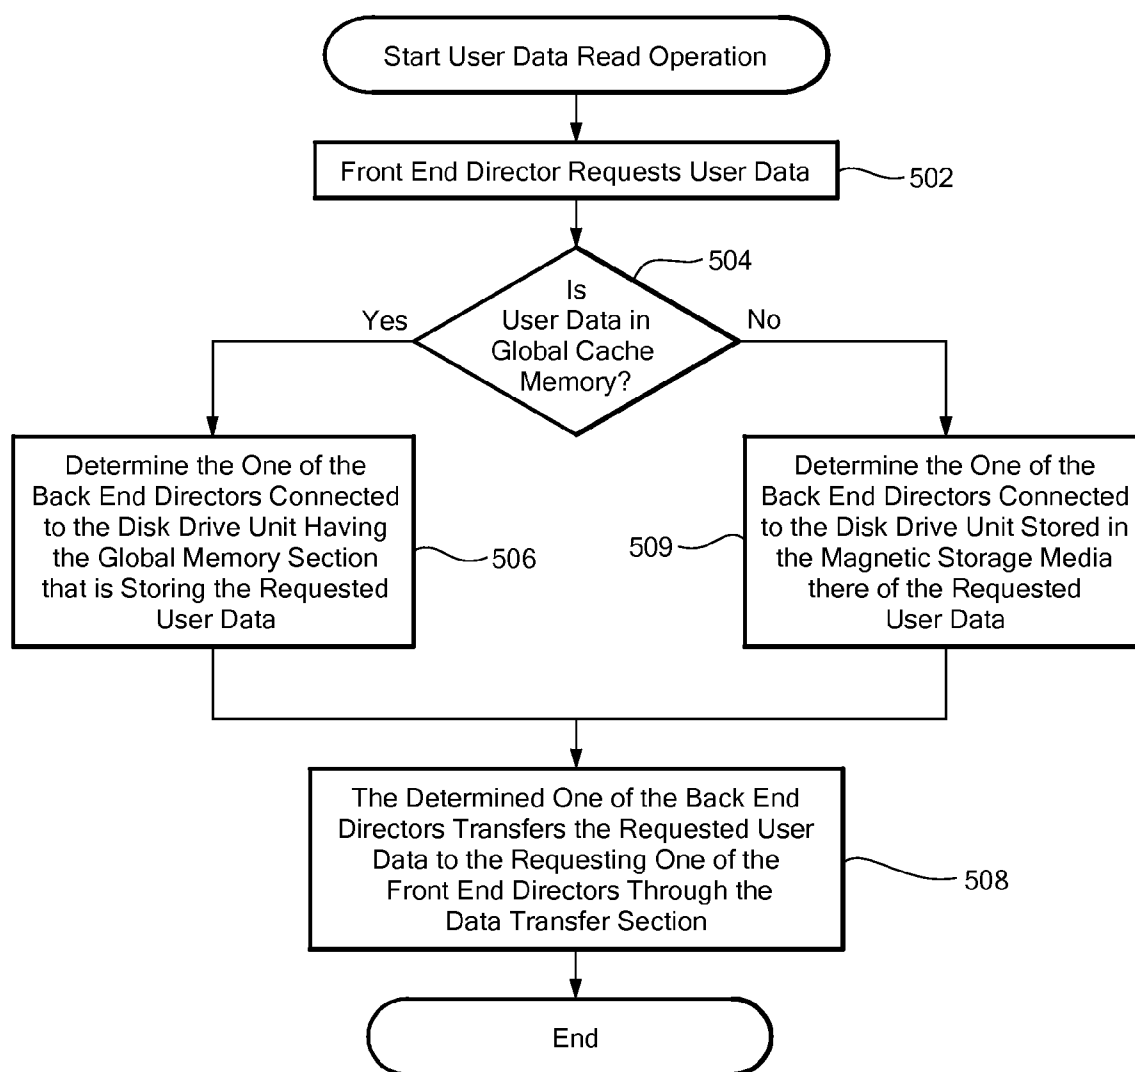 Start User Data Read Operation
Front End Director Requests User Data
502
504
Is
User Data in
Global Cache
Memory?
Yes
No
Determine the One of the
Back End Directors Connected
to the Disk Drive Unit Having
the Global Memory Section
that is Storing the Requested
User Data
506
509
Determine the One of the
Back End Directors Connected
to the Disk Drive Unit Stored in
the Magnetic Storage Media
there of the Requested
User Data
The Determined One of the Back End
Directors Transfers the Requested User
Data to the Requesting One of the
Front End Directors Through the
Data Transfer Section
508
End